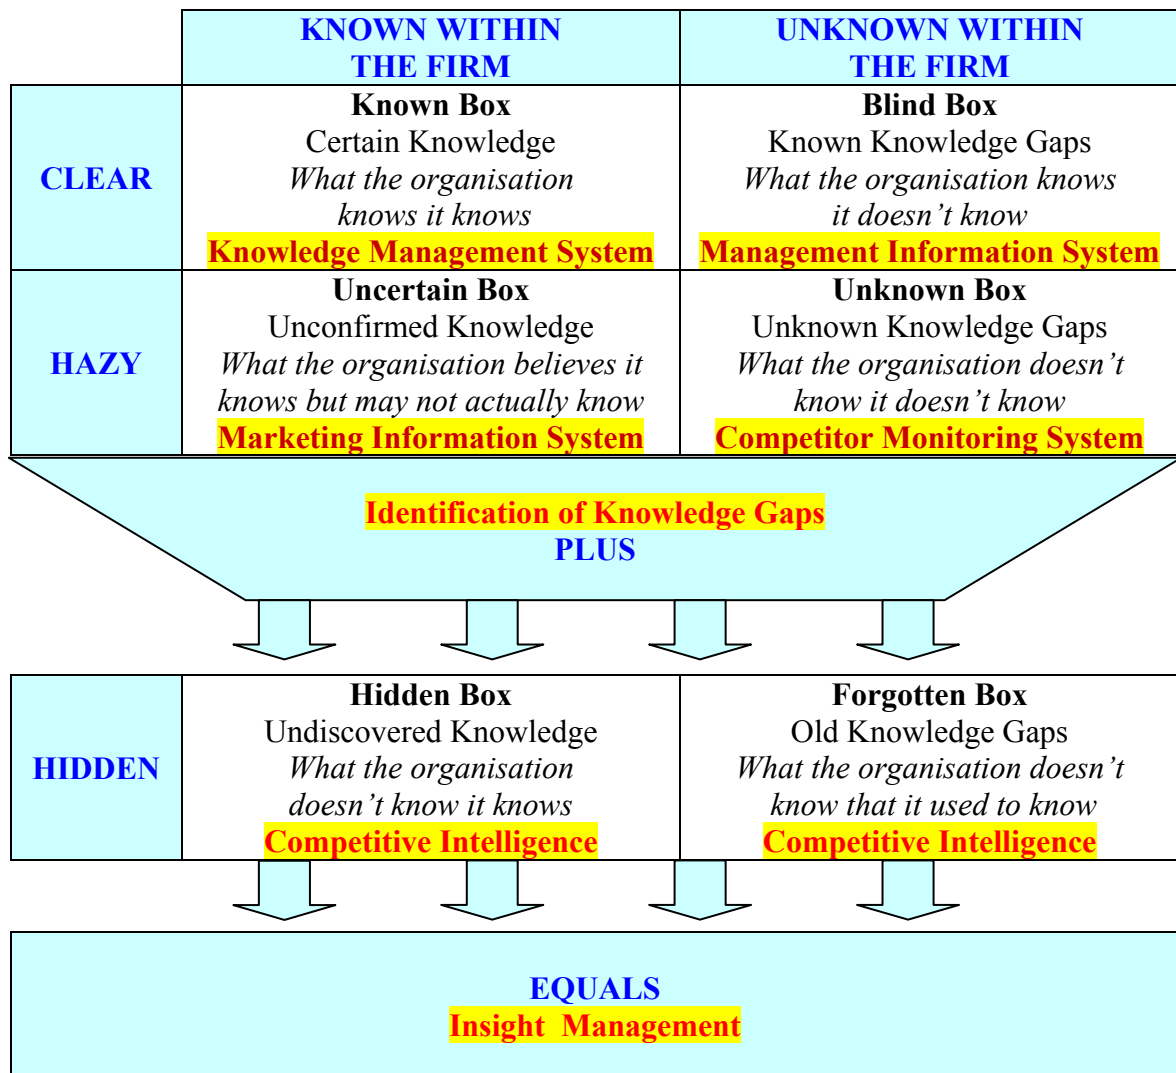 KNOWN WITHIN
THE FIRM
UNKNOWN WITHIN
THE FIRM
CLEAR
Known Box
Certain Knowledge
What the organisation
knows it knows
Knowledge Management System
Blind Box
Known Knowledge Gaps
What the organisation knows
it doesn’t know
Management Information System
HAZY
Uncertain Box
Unconfirmed Knowledge
What the organisation believes it
knows but may not actually know
Marketing Information System
Unknown Box
Unknown Knowledge Gaps
What the organisation doesn’t
know it doesn’t know
Competitor Monitoring System
Identification of Knowledge Gaps
PLUS
HIDDEN
Hidden Box
Undiscovered Knowledge
What the organisation
doesn’t know it knows
Competitive Intelligence
Forgotten Box
Old Knowledge Gaps
What the organisation doesn’t
know that it used to know
Competitive Intelligence
EQUALS
Insight Management